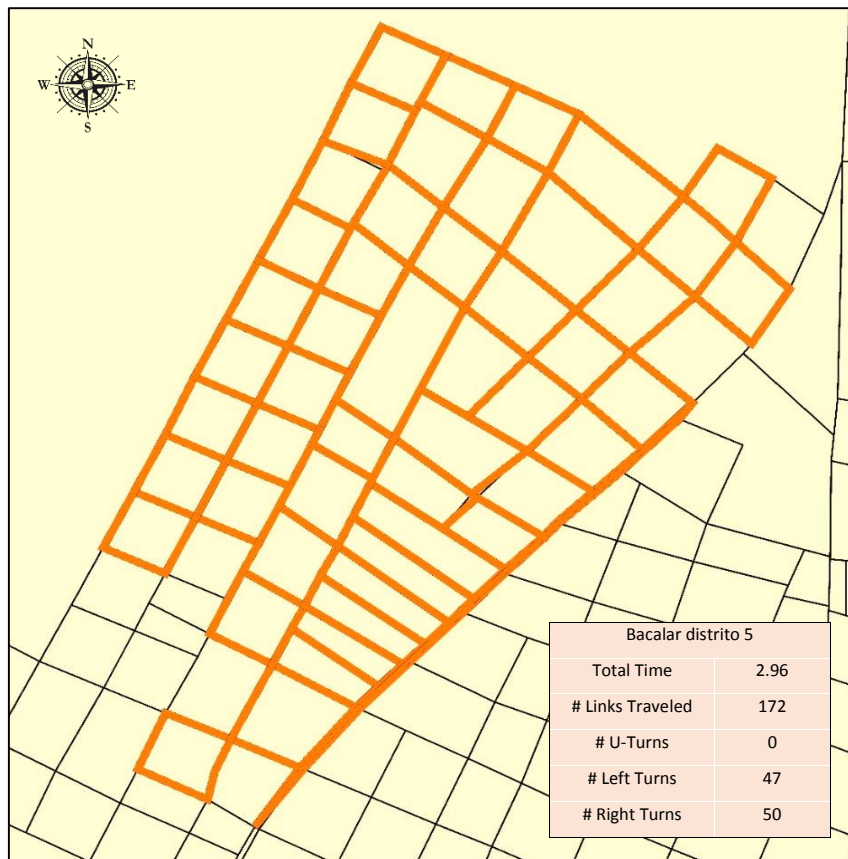 N
W E
S
Bacalar distrito 5
Total Time 2.96
# Links Traveled 172
# U-Turns 0
# Left Turns 47
# Right Turns 50